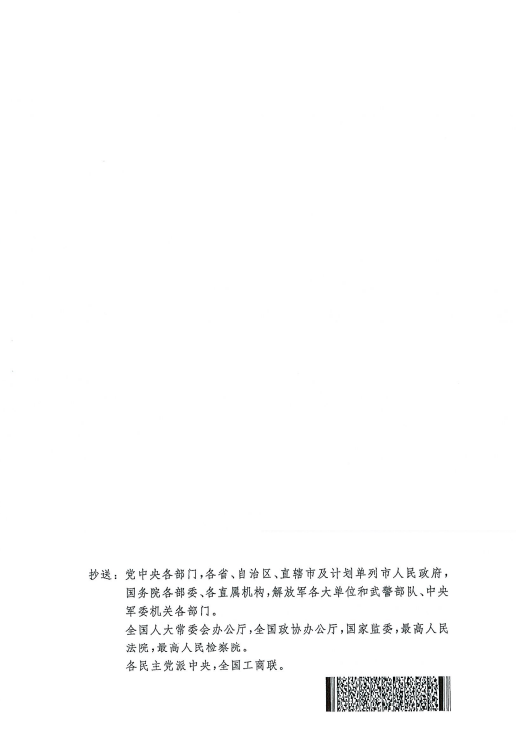 抄送：党中央各部门，各省、自治区、直辖市及计划单列市人民政府，
国务院各部委、各直属机构，解放军各大单位和武警部队、中央
军委机关各部门。
全国人大常委会办公厅，全国政协办公厅，国家监委，最高人民
法院，最高人民检察院。
各民主党派中央，全国工商联。